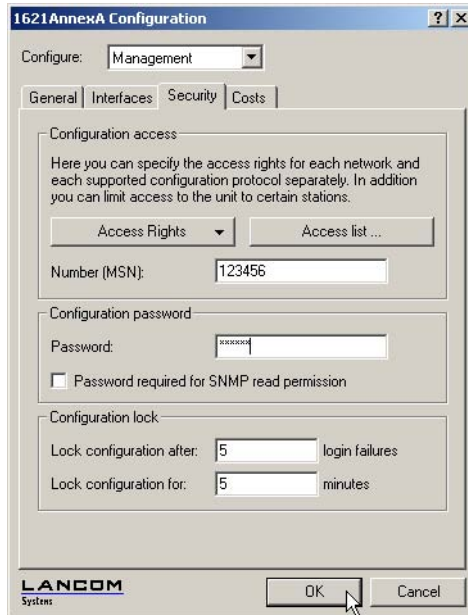 1621AnnexA Configuration
Configure: Management
General Interfaces Security Costs
Configuration access
Here you can specify the access rights for each network and
each supported configuration protocol separately. In addition
you can limit access to the unit to certain stations.
Access Rights Access list ...
Number (MSN): 123456
Configuration password
Password: ******
Password required for SNMP read permission
Configuration lock
Lock configuration after: 5 login failures
Lock configuration for: 5 minutes
LANCOM
Systems
OK Cancel